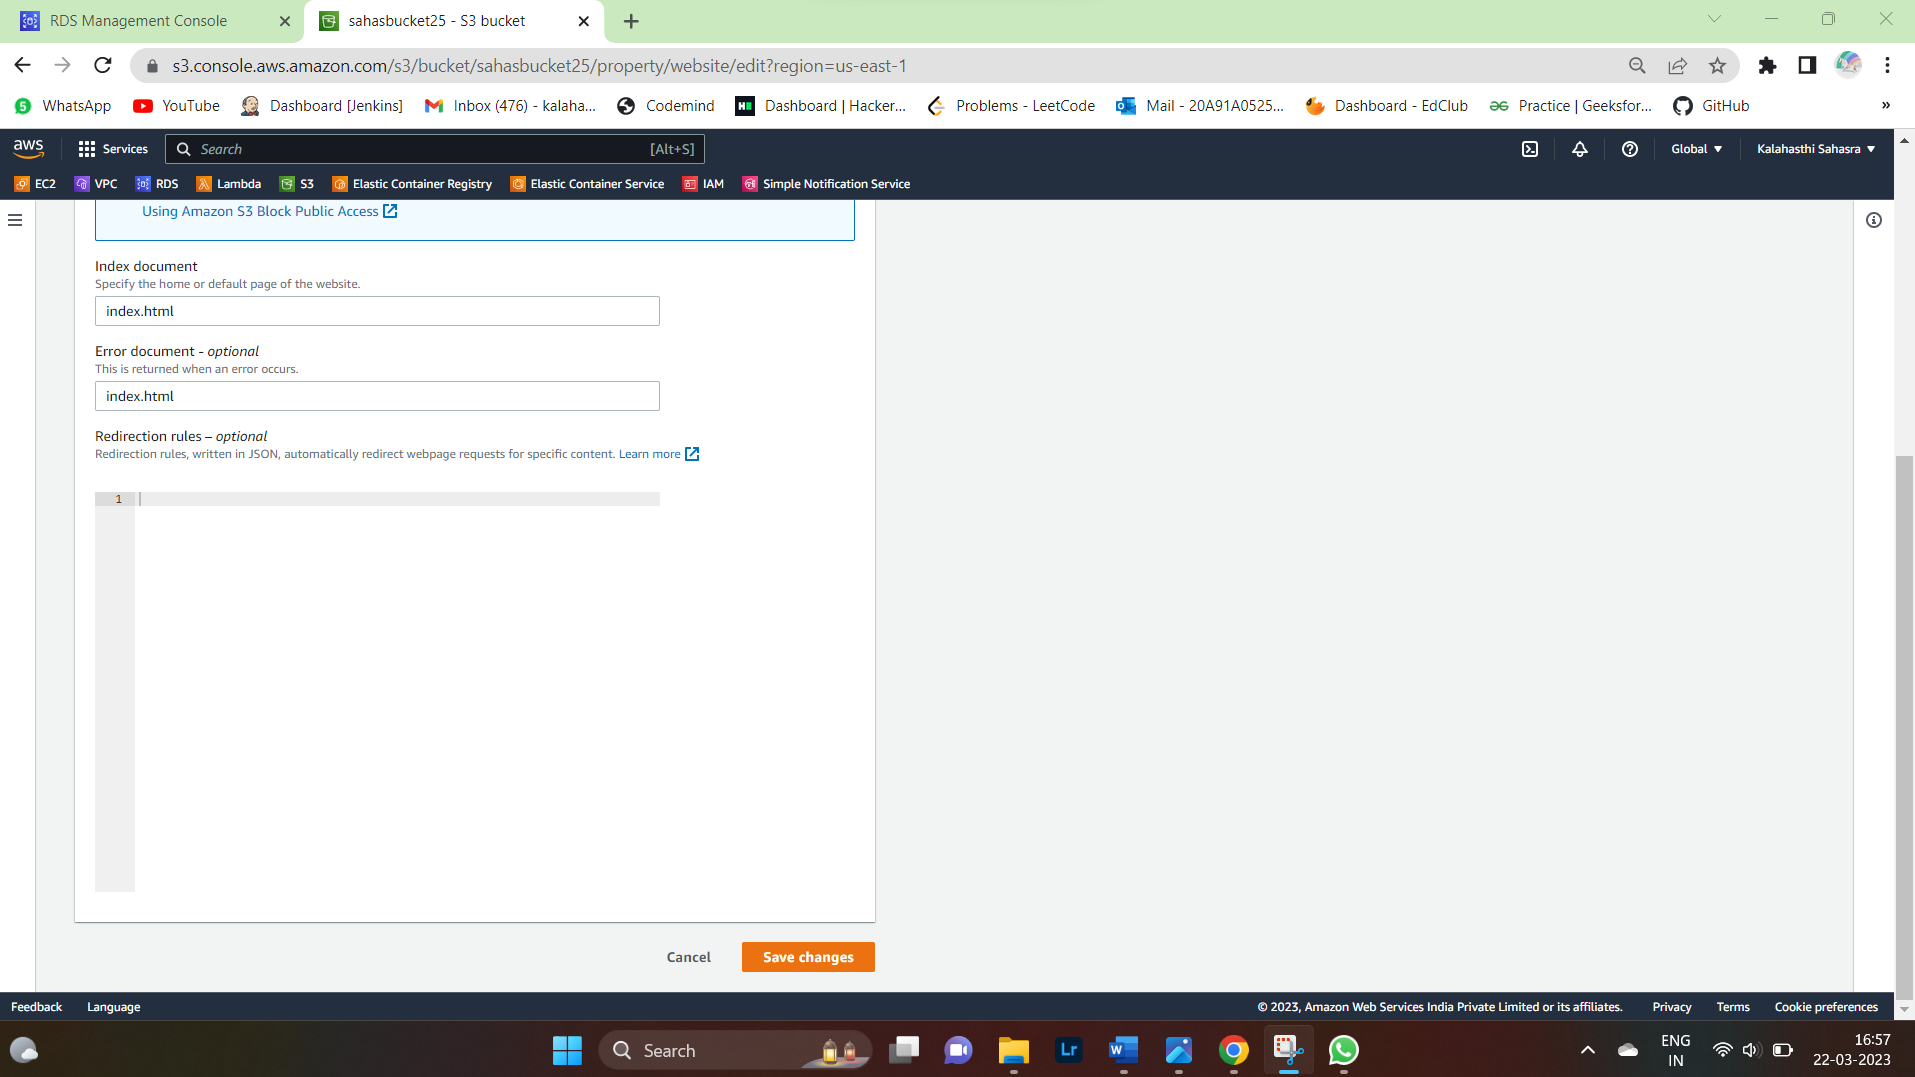 RDS Management Console
sahasbucket25 - S3 bucket
s3.console.aws.amazon.com/s3/bucket/sahasbucket25/property/website/edit?region=us-east-1
5 WhatsApp YouTube Dashboard [Jenkins] Inbox (476) - kalaha... Codemind Dashboard | Hacker... Problems - LeetCode Mail - 20A91A0525... Dashboard - EdClub Practice | Geeksfor... GitHub »
aws Services Search [Alt+S] Global Kalahasthi Sahasra
EC2 VPC RDS Lambda S3 Elastic Container Registry Elastic Container Service IAM Simple Notification Service
Using Amazon S3 Block Public Access
Index document
Specify the home or default page of the website.
index.html
Error document - optional
This is returned when an error occurs.
index.html
Redirection rules – optional
Redirection rules, written in JSON, automatically redirect webpage requests for specific content. Learn more
1
Cancel Save changes
Feedback Language © 2023, Amazon Web Services India Private Limited or its affiliates. Privacy Terms Cookie preferences
Search Lr W ENG 16:57
IN 22-03-2023